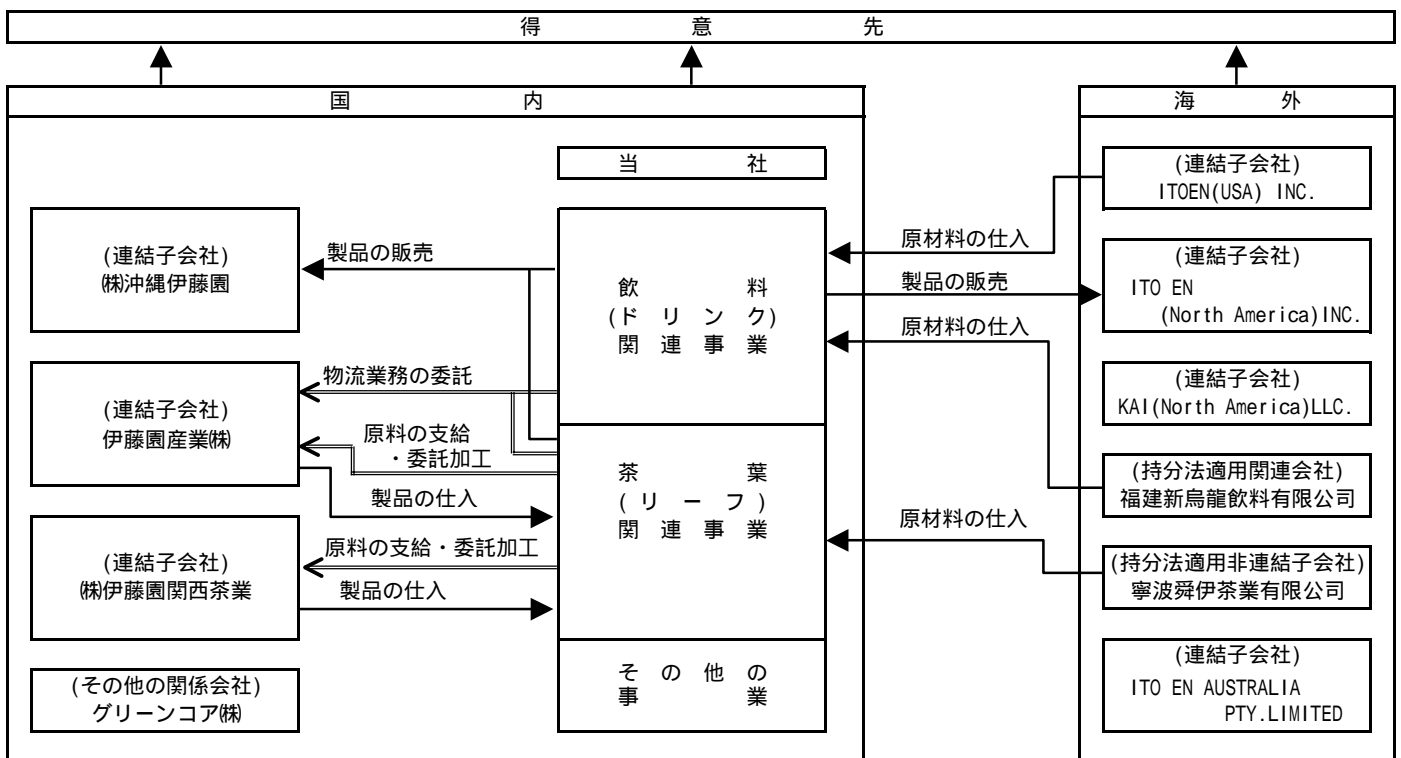 得意先
国内
海外
当社
(連結子会社)
㈱沖縄伊藤園
(連結子会社)
伊藤園産業㈱
(連結子会社)
㈱伊藤園関西茶業
(その他の関係会社)
グリーンコア㈱
製品の販売
物流業務の委託
原料の支給
・委託加工
製品の仕入
原料の支給・委託加工
製品の仕入
飲料
(ドリンク)
関連事業
茶葉
(リーフ)
関連事業
その他の
事業
原材料の仕入
製品の販売
原材料の仕入
原材料の仕入
(連結子会社)
ITOEN(USA) INC.
(連結子会社)
ITO EN
(North America)INC.
(連結子会社)
KAI(North America)LLC.
(持分法適用関連会社)
福建新烏龍飲料有限公司
(持分法適用非連結子会社)
寧波舜伊茶業有限公司
(連結子会社)
ITO EN AUSTRALIA
PTY.LIMITED